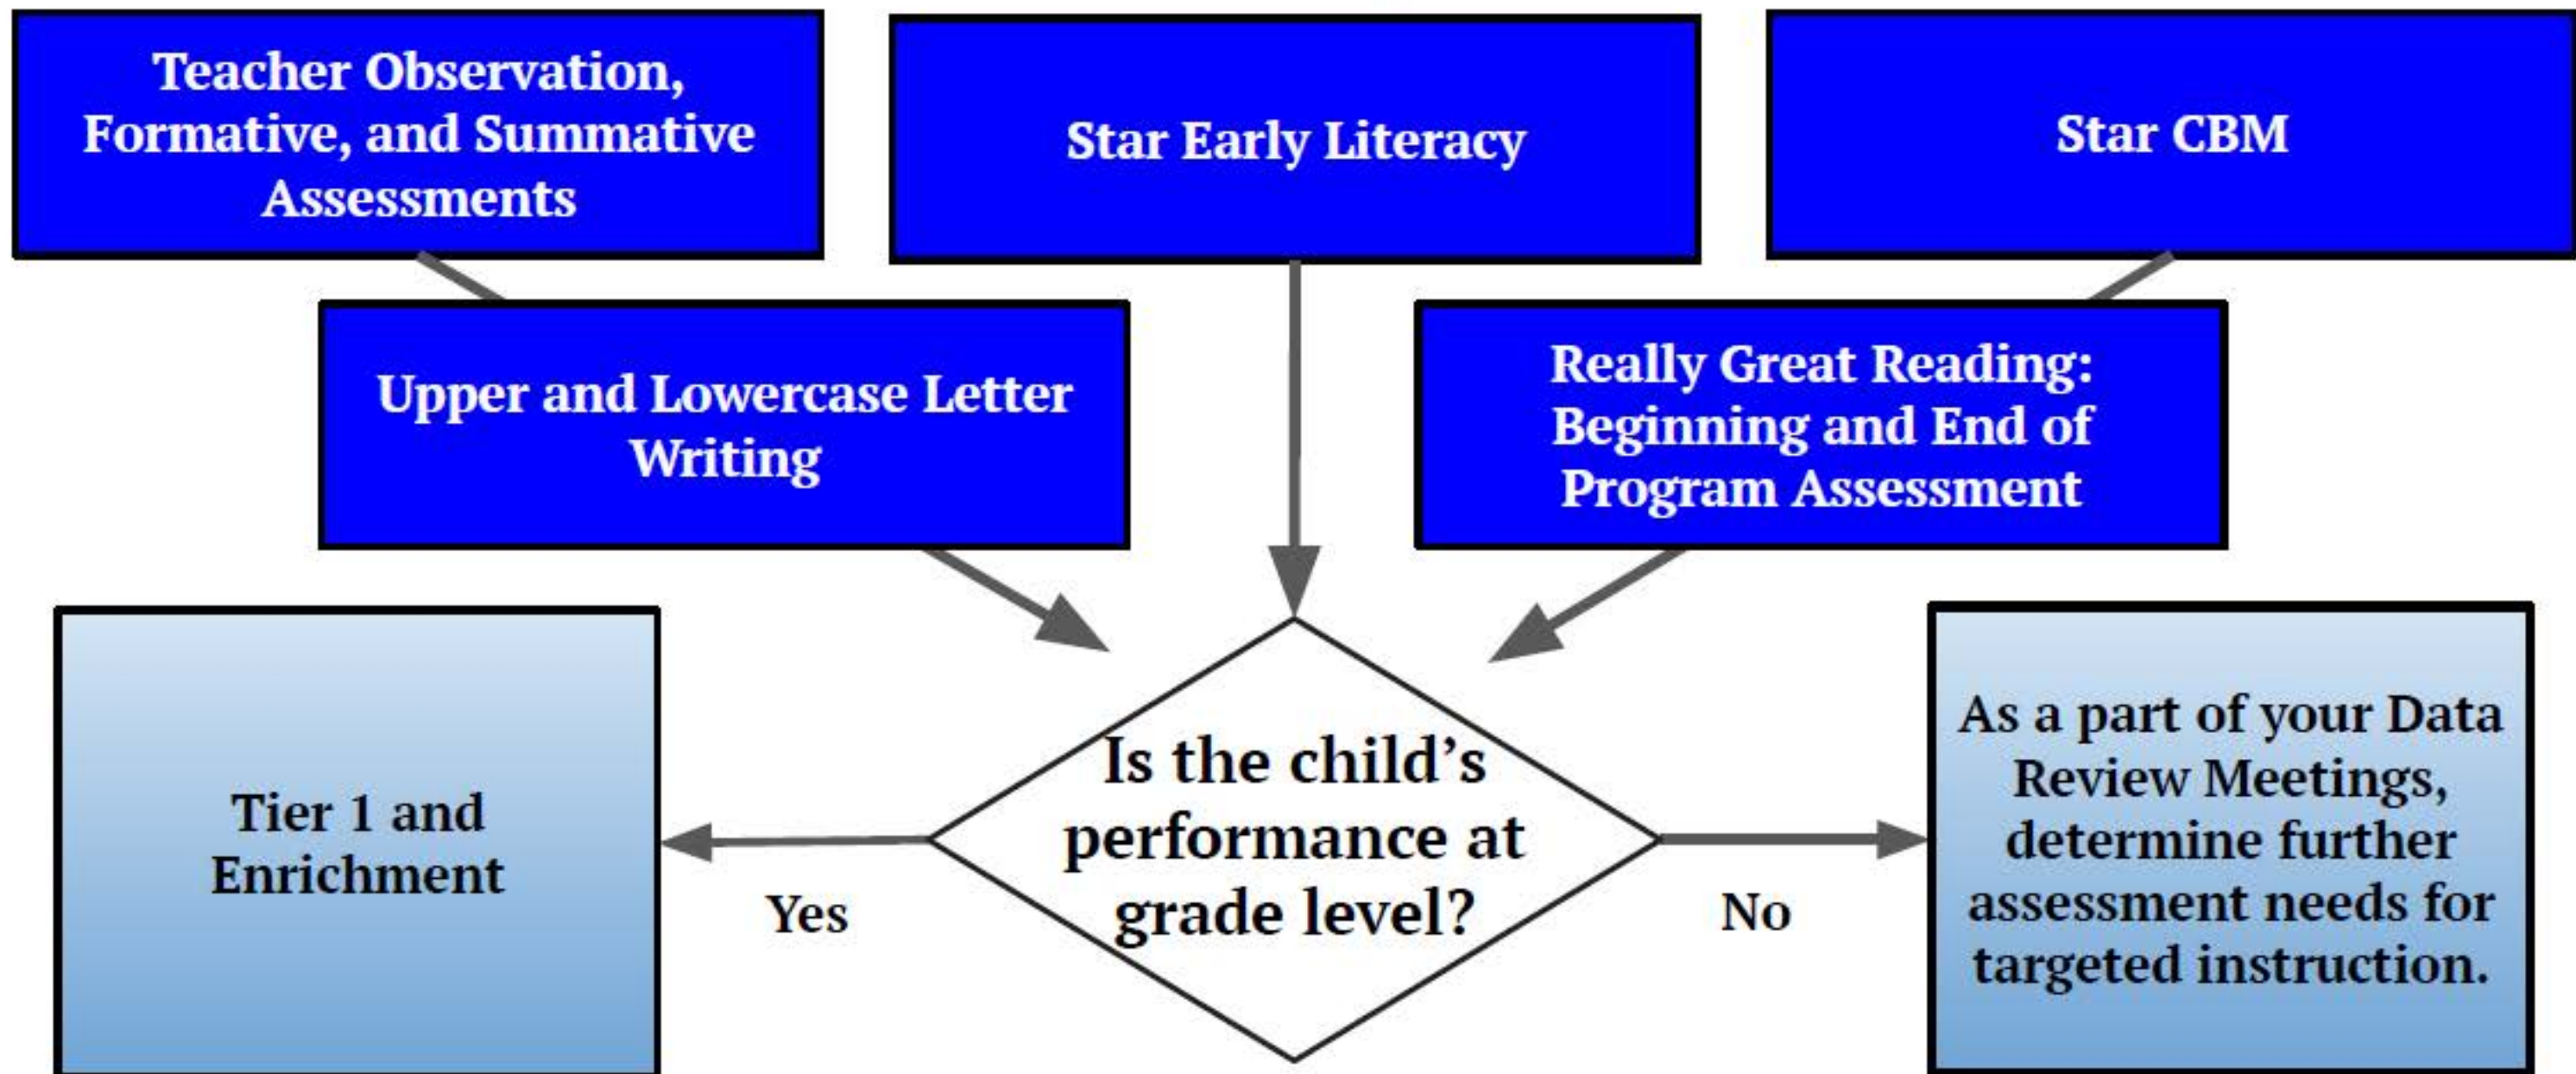 Teacher Observation,
Formative, and Summative
Assessments
Star Early Literacy
Star CBM
Upper and Lowercase Letter
Writing
Really Great Reading:
Beginning and End of
Program Assessment
Is the child’s
performance at
grade level?
Yes
No
Tier 1 and
Enrichment
As a part of your Data
Review Meetings,
determine further
assessment needs for
targeted instruction.